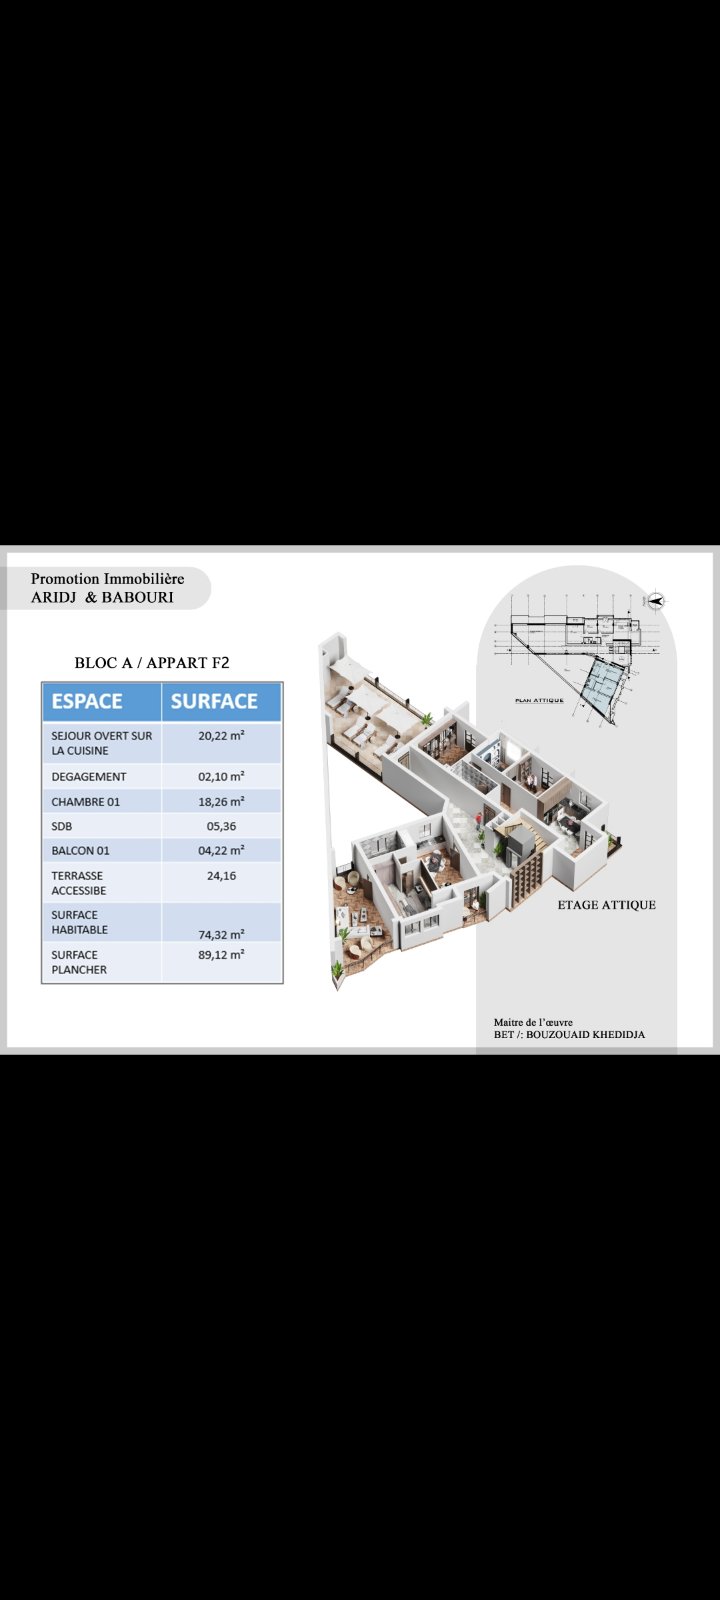 Promotion Immobilière
ARIDJ & BABOURI
BLOC A / APPART F2
ESPACE SURFACE
SEJOUR OVERT SUR LA CUISINE 20,22 m²
DEGAGEMENT 02,10 m²
CHAMBRE 01 18,26 m²
SDB 05,36
BALCON 01 04,22 m²
TERRASSE ACCESSIBE 24,16
SURFACE HABITABLE 74,32 m²
SURFACE PLANCHER 89,12 m²
PLAN ATTIQUE
ETAGE ATTIQUE
Maitre de l'œuvre
BET /: BOUZOUAID KHEDIDJA